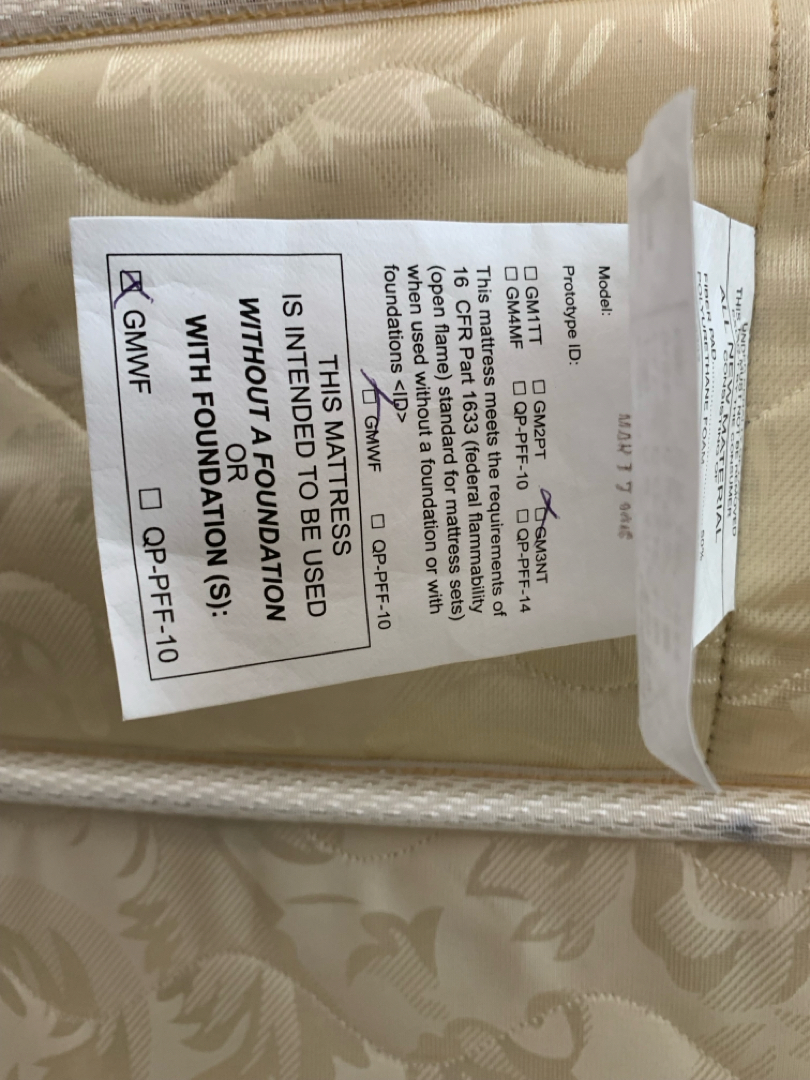 ALL NEW MATERIAL
Model:
Prototype ID:
☐ GM1TT ☐ GM2PT ☒ GM3NT
☐ GM4MF ☐ QP-PFF-10 ☐ QP-PFF-14
This mattress meets the requirements of
16 CFR Part 1633 (federal flammability
(open flame) standard for mattress sets)
when used without a foundation or with
foundations <ID>
☒ GMWF ☐ QP-PFF-10
THIS MATTRESS
IS INTENDED TO BE USED
WITHOUT A FOUNDATION
OR
WITH FOUNDATION (S):
☒ GMWF ☐ QP-PFF-10